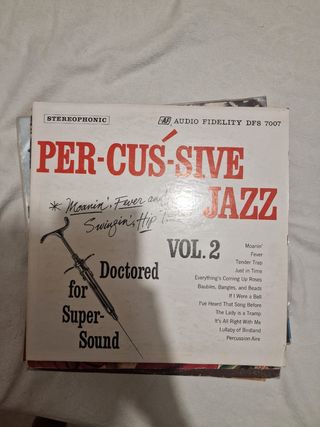 STEREOPHONIC
AF AUDIO FIDELITY DFS 7007
PER-CUS´-SIVE
JAZZ
* Moanin', Fever and
Swingin', Hip
VOL. 2
Doctored
for
Super-
Sound
Moanin'
Fever
Tender Trap
Just in Time
Everything's Coming Up Roses
Baubles, Bangles, and Beads
If I Were a Bell
I've Heard That Song Before
The Lady is a Tramp
It's All Right With Me
Lullaby of Birdland
Percussion Aire